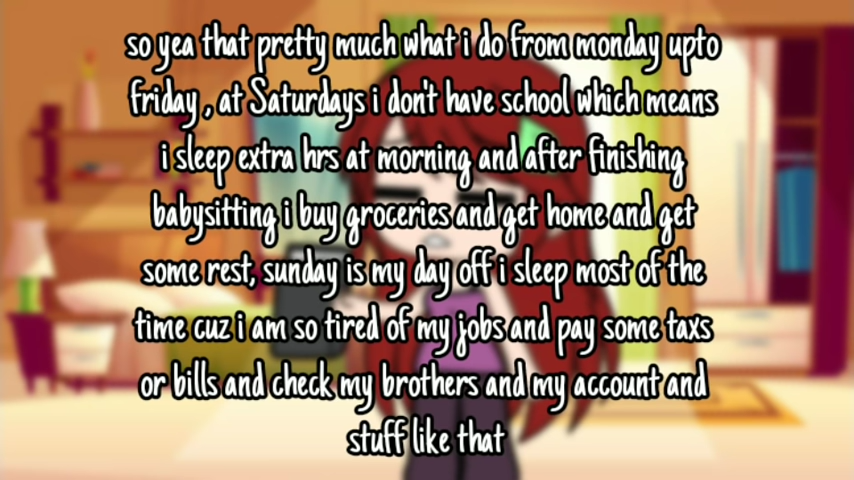 so yea that pretty much what i do from monday upto
friday , at Saturdays i don't have school which means
i sleep extra hrs at morning and after finishing
babysitting i buy groceries and get home and get
some rest, sunday is my day off i sleep most of the
time cuz i am so tired of my jobs and pay some taxs
or bills and check my brothers and my account and
stuff like that